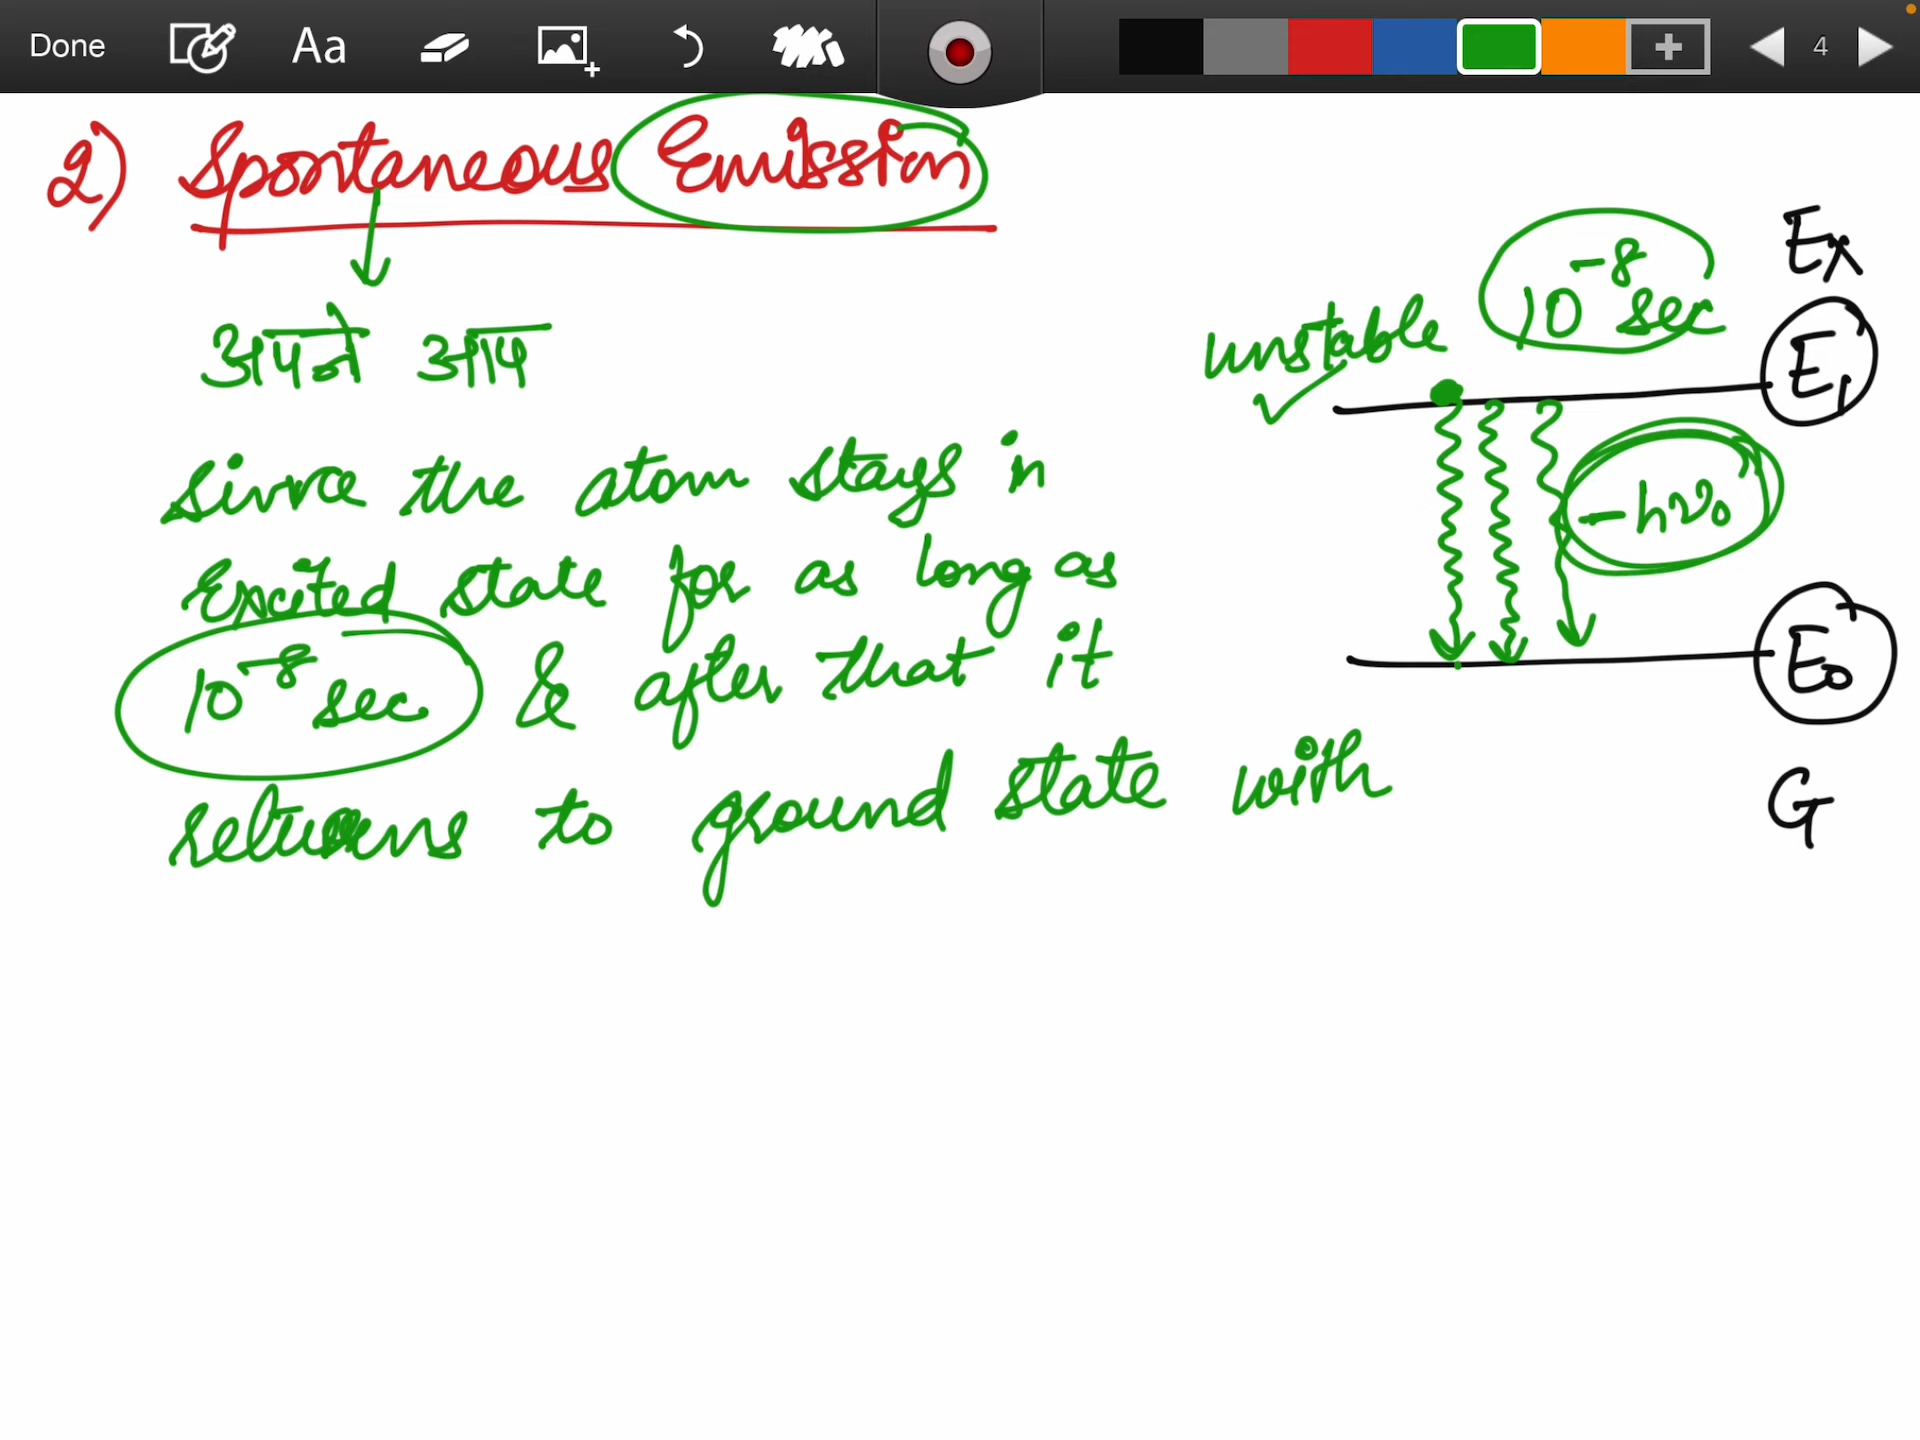 Done
Aa
4
2) Spontaneous Emission
अपने आप
Since the atom stays in
Excited state for as long as
10⁻⁸ sec & after that it
returns to ground state with
unstable
10⁻⁸ sec
Ex
E₁
-hν₀
E₀
G